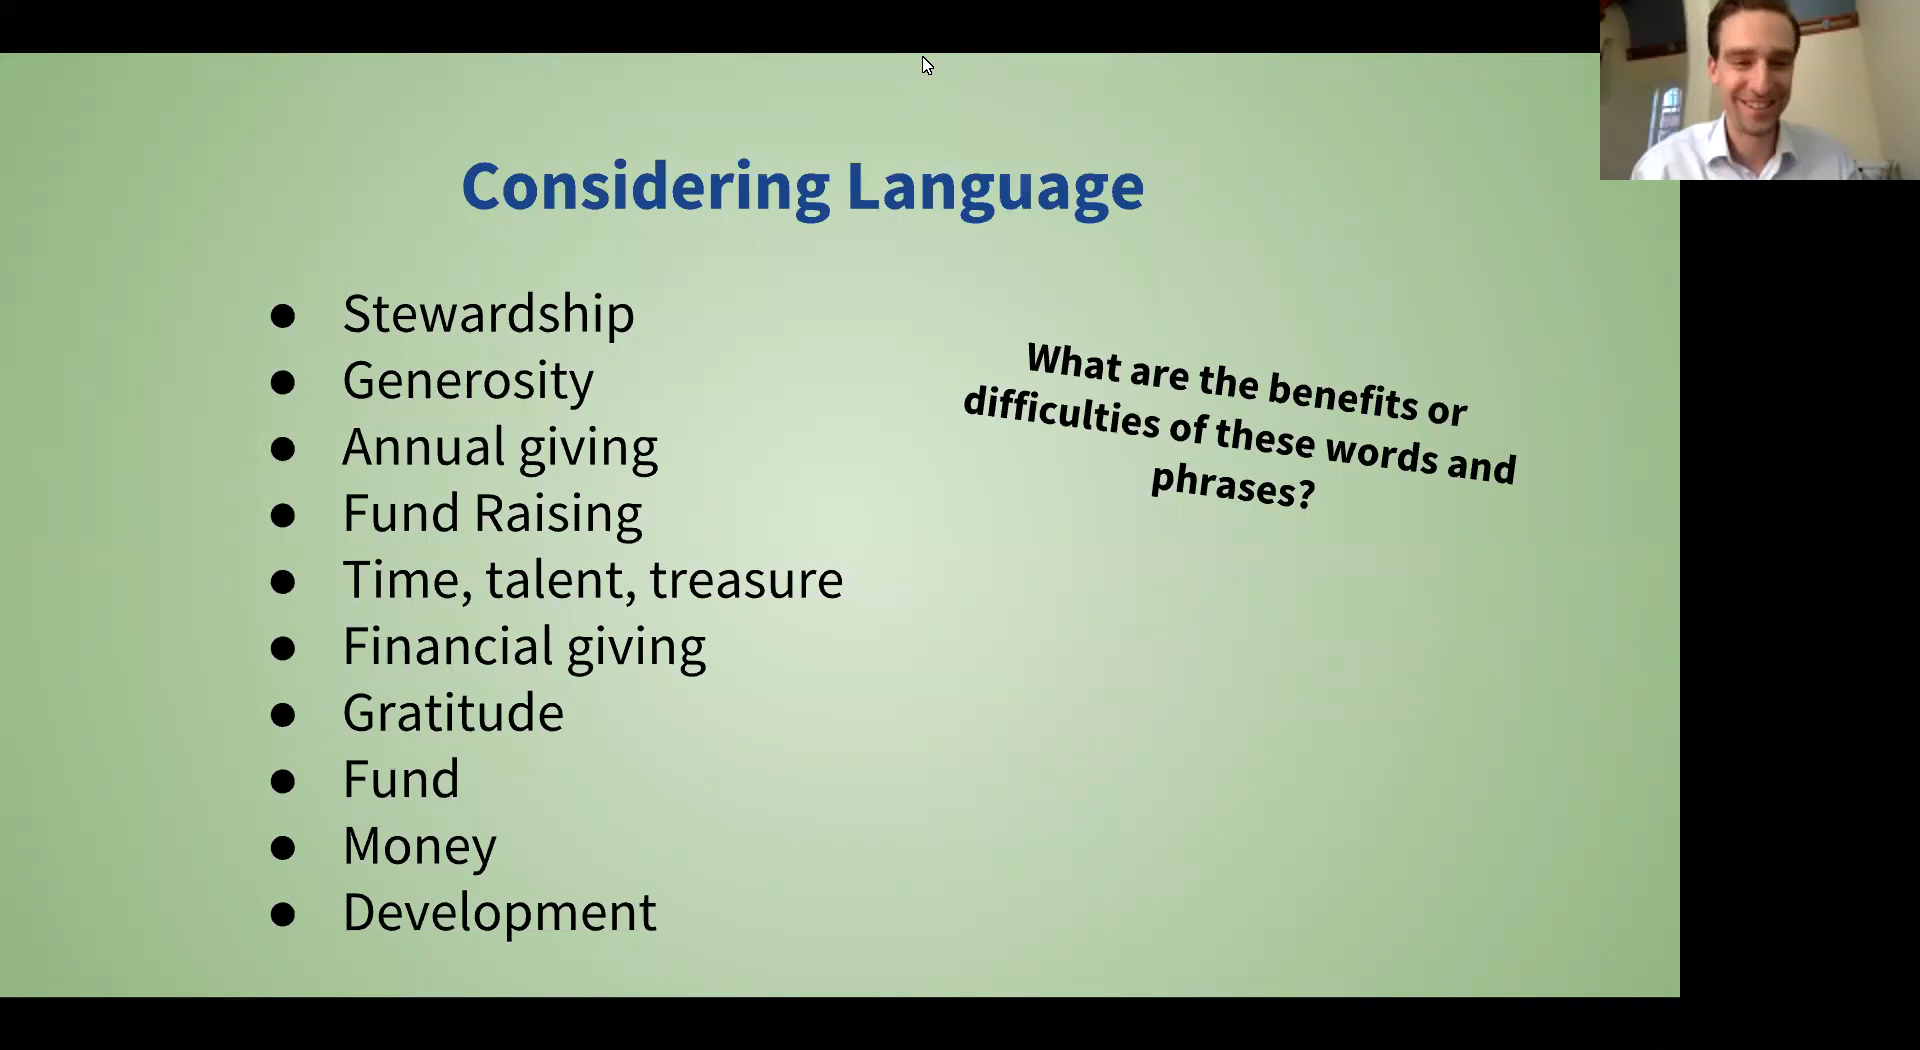 Considering Language
● Stewardship
● Generosity
● Annual giving
● Fund Raising
● Time, talent, treasure
● Financial giving
● Gratitude
● Fund
● Money
● Development
What are the benefits or
difficulties of these words and
phrases?